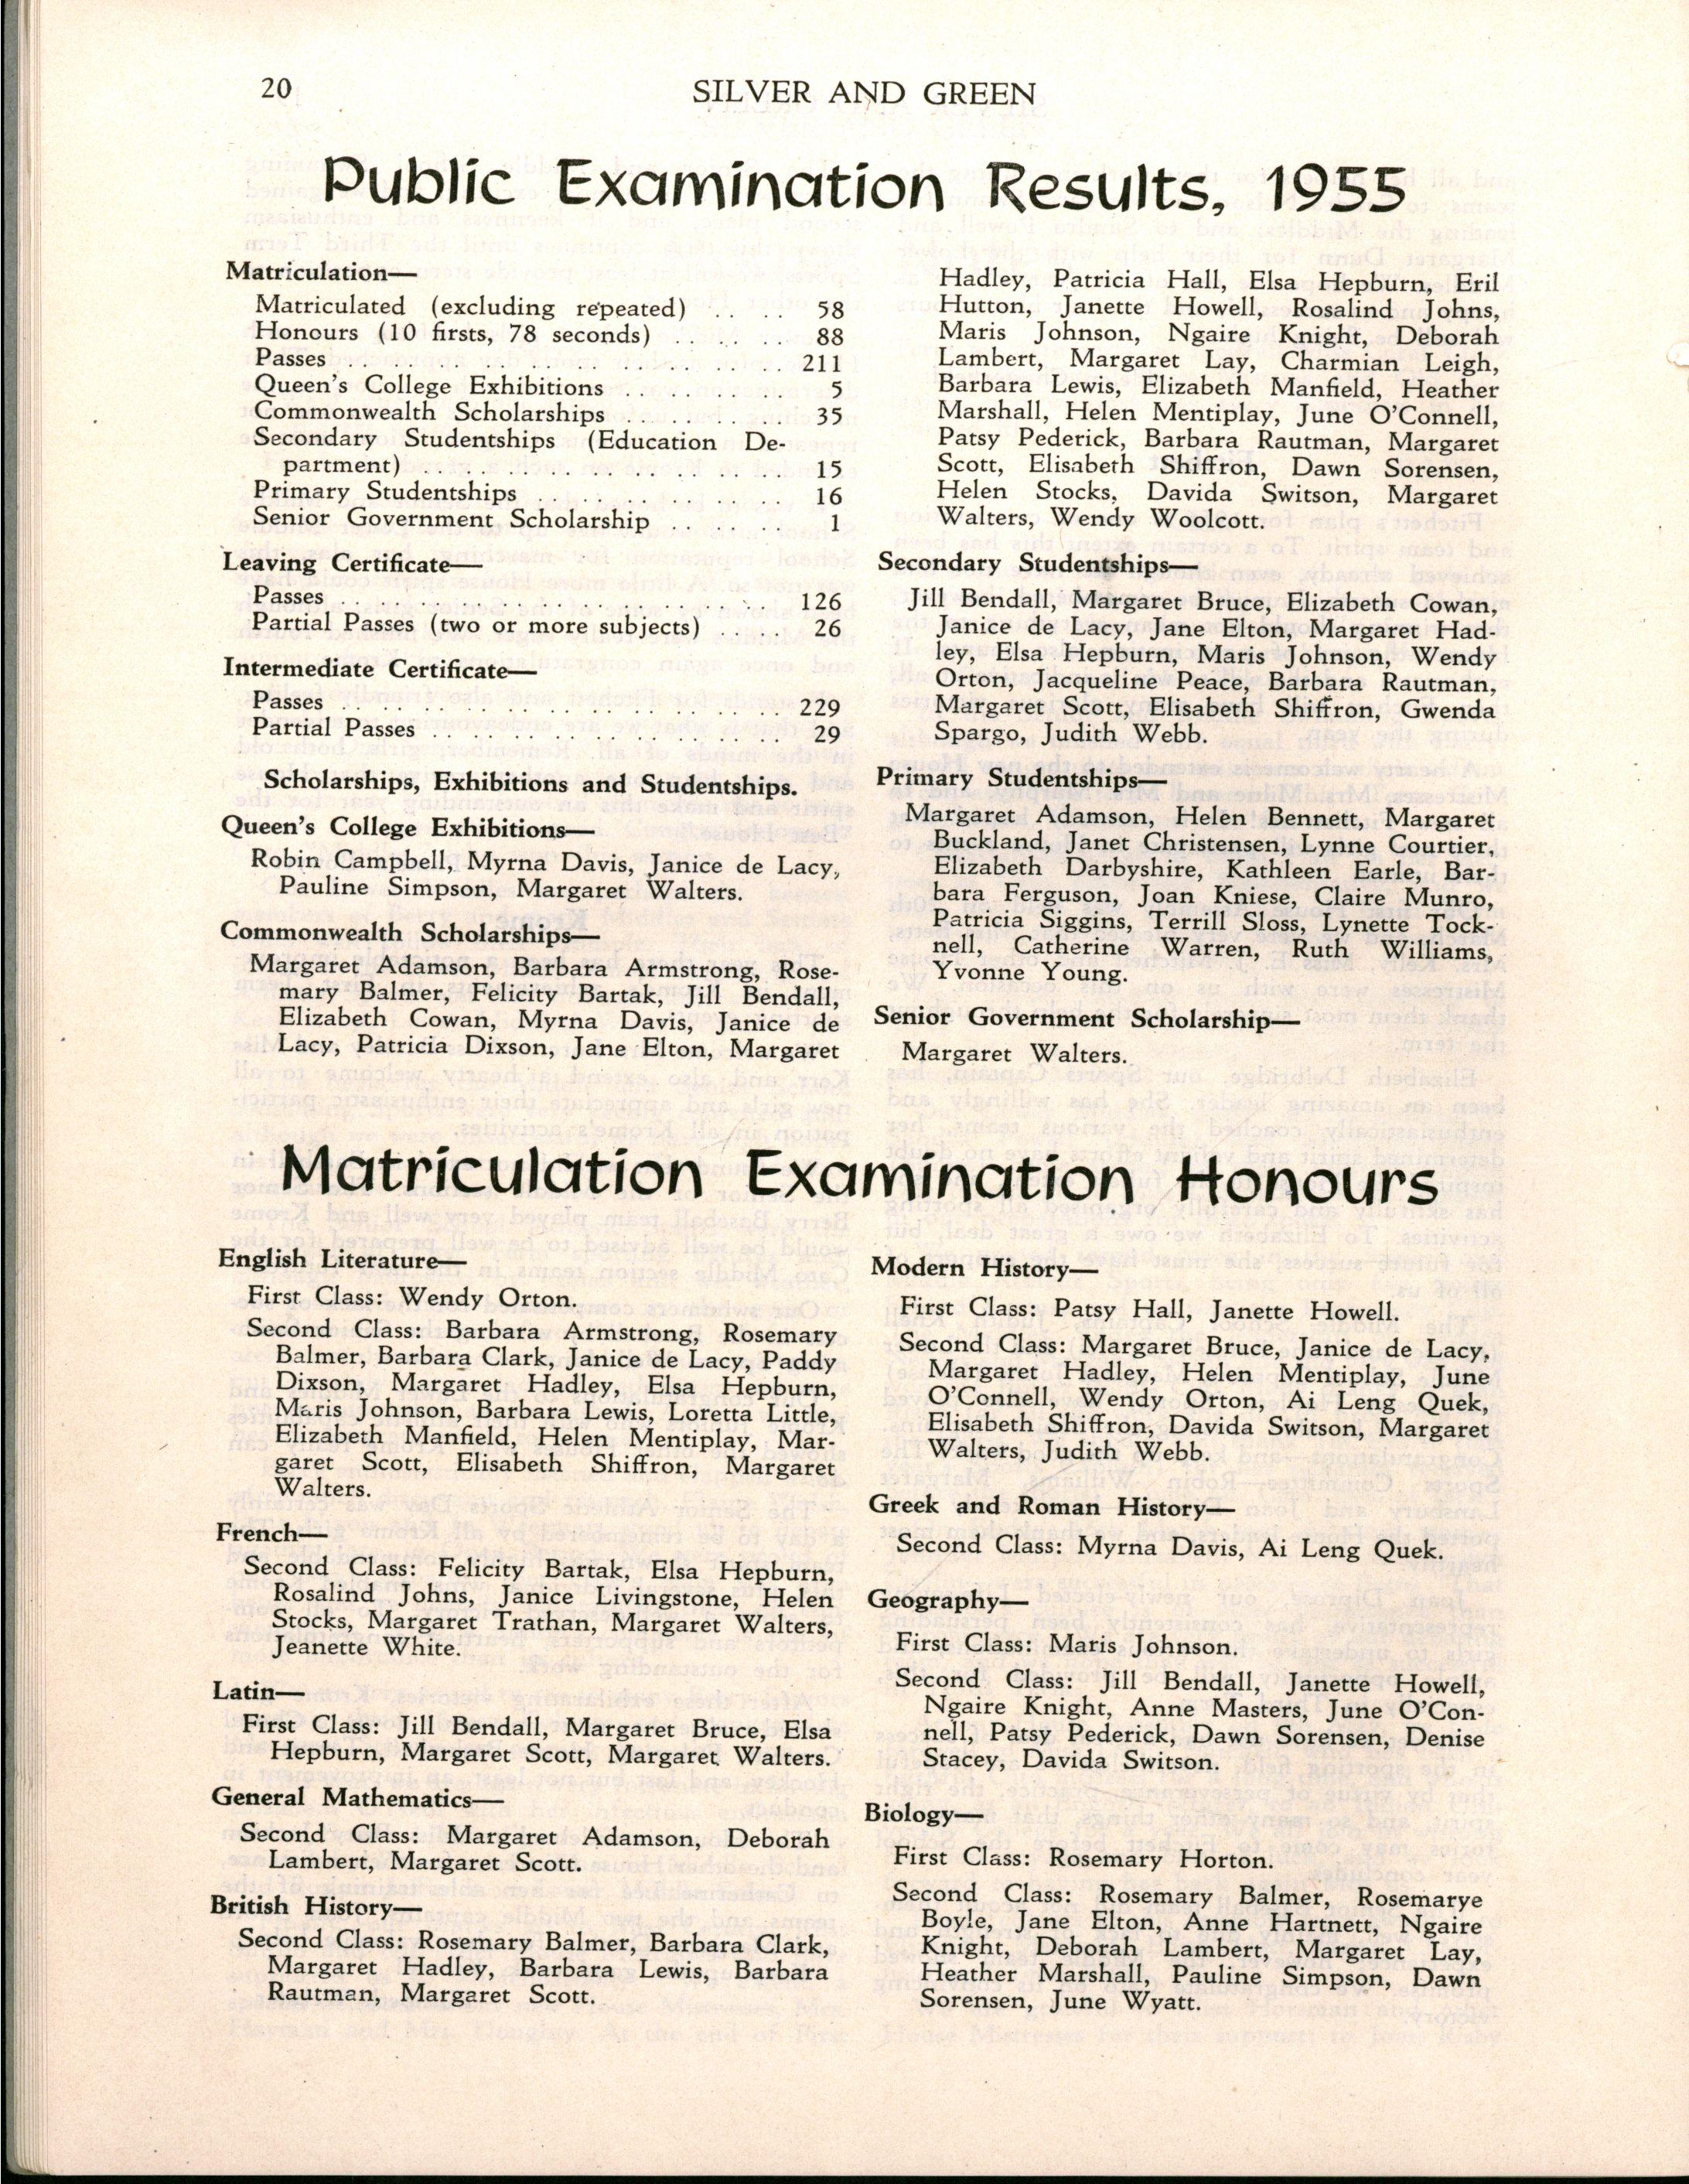 20
SILVER AND GREEN
Public Examination Results, 1955
Matriculation—
Matriculated (excluding repeated) . . . . 58
Honours (10 firsts, 78 seconds) . . . . . . 88
Passes . . . . . . . . . . . . . . . . . . 211
Queen's College Exhibitions . . . . . . . . 5
Commonwealth Scholarships . . . . . . . . 35
Secondary Studentships (Education De-
partment) . . . . . . . . . . . . . . . . 15
Primary Studentships . . . . . . . . . . . 16
Senior Government Scholarship . . . . . . 1
Leaving Certificate—
Passes . . . . . . . . . . . . . . . . . . 126
Partial Passes (two or more subjects) . . . . 26
Intermediate Certificate—
Passes . . . . . . . . . . . . . . . . . . 229
Partial Passes . . . . . . . . . . . . . . 29
Scholarships, Exhibitions and Studentships.
Queen's College Exhibitions—
Robin Campbell, Myrna Davis, Janice de Lacy,
Pauline Simpson, Margaret Walters.
Commonwealth Scholarships—
Margaret Adamson, Barbara Armstrong, Rose-
mary Balmer, Felicity Bartak, Jill Bendall,
Elizabeth Cowan, Myrna Davis, Janice de
Lacy, Patricia Dixson, Jane Elton, Margaret
Hadley, Patricia Hall, Elsa Hepburn, Eril
Hutton, Janette Howell, Rosalind Johns,
Maris Johnson, Ngaire Knight, Deborah
Lambert, Margaret Lay, Charmian Leigh,
Barbara Lewis, Elizabeth Manfield, Heather
Marshall, Helen Mentiplay, June O'Connell,
Patsy Pederick, Barbara Rautman, Margaret
Scott, Elisabeth Shiffron, Dawn Sorensen,
Helen Stocks, Davida Switson, Margaret
Walters, Wendy Woolcott.
Secondary Studentships—
Jill Bendall, Margaret Bruce, Elizabeth Cowan,
Janice de Lacy, Jane Elton, Margaret Had-
ley, Elsa Hepburn, Maris Johnson, Wendy
Orton, Jacqueline Peace, Barbara Rautman,
Margaret Scott, Elisabeth Shiffron, Gwenda
Spargo, Judith Webb.
Primary Studentships—
Margaret Adamson, Helen Bennett, Margaret
Buckland, Janet Christensen, Lynne Courtier,
Elizabeth Darbyshire, Kathleen Earle, Bar-
bara Ferguson, Joan Kniese, Claire Munro,
Patricia Siggins, Terrill Sloss, Lynette Tock-
nell, Catherine Warren, Ruth Williams,
Yvonne Young.
Senior Government Scholarship—
Margaret Walters.
Matriculation Examination Honours
English Literature—
First Class: Wendy Orton.
Second Class: Barbara Armstrong, Rosemary
Balmer, Barbara Clark, Janice de Lacy, Paddy
Dixson, Margaret Hadley, Elsa Hepburn,
Maris Johnson, Barbara Lewis, Loretta Little,
Elizabeth Manfield, Helen Mentiplay, Mar-
garet Scott, Elisabeth Shiffron, Margaret
Walters.
French—
Second Class: Felicity Bartak, Elsa Hepburn,
Rosalind Johns, Janice Livingstone, Helen
Stocks, Margaret Trathan, Margaret Walters,
Jeanette White.
Latin—
First Class: Jill Bendall, Margaret Bruce, Elsa
Hepburn, Margaret Scott, Margaret Walters.
General Mathematics—
Second Class: Margaret Adamson, Deborah
Lambert, Margaret Scott.
British History—
Second Class: Rosemary Balmer, Barbara Clark,
Margaret Hadley, Barbara Lewis, Barbara
Rautman, Margaret Scott.
Modern History—
First Class: Patsy Hall, Janette Howell.
Second Class: Margaret Bruce, Janice de Lacy,
Margaret Hadley, Helen Mentiplay, June
O'Connell, Wendy Orton, Ai Leng Quek,
Elisabeth Shiffron, Davida Switson, Margaret
Walters, Judith Webb.
Greek and Roman History—
Second Class: Myrna Davis, Ai Leng Quek.
Geography—
First Class: Maris Johnson.
Second Class: Jill Bendall, Janette Howell,
Ngaire Knight, Anne Masters, June O'Con-
nell, Patsy Pederick, Dawn Sorensen, Denise
Stacey, Davida Switson.
Biology—
First Class: Rosemary Horton.
Second Class: Rosemary Balmer, Rosemarye
Boyle, Jane Elton, Anne Hartnett, Ngaire
Knight, Deborah Lambert, Margaret Lay,
Heather Marshall, Pauline Simpson, Dawn
Sorensen, June Wyatt.